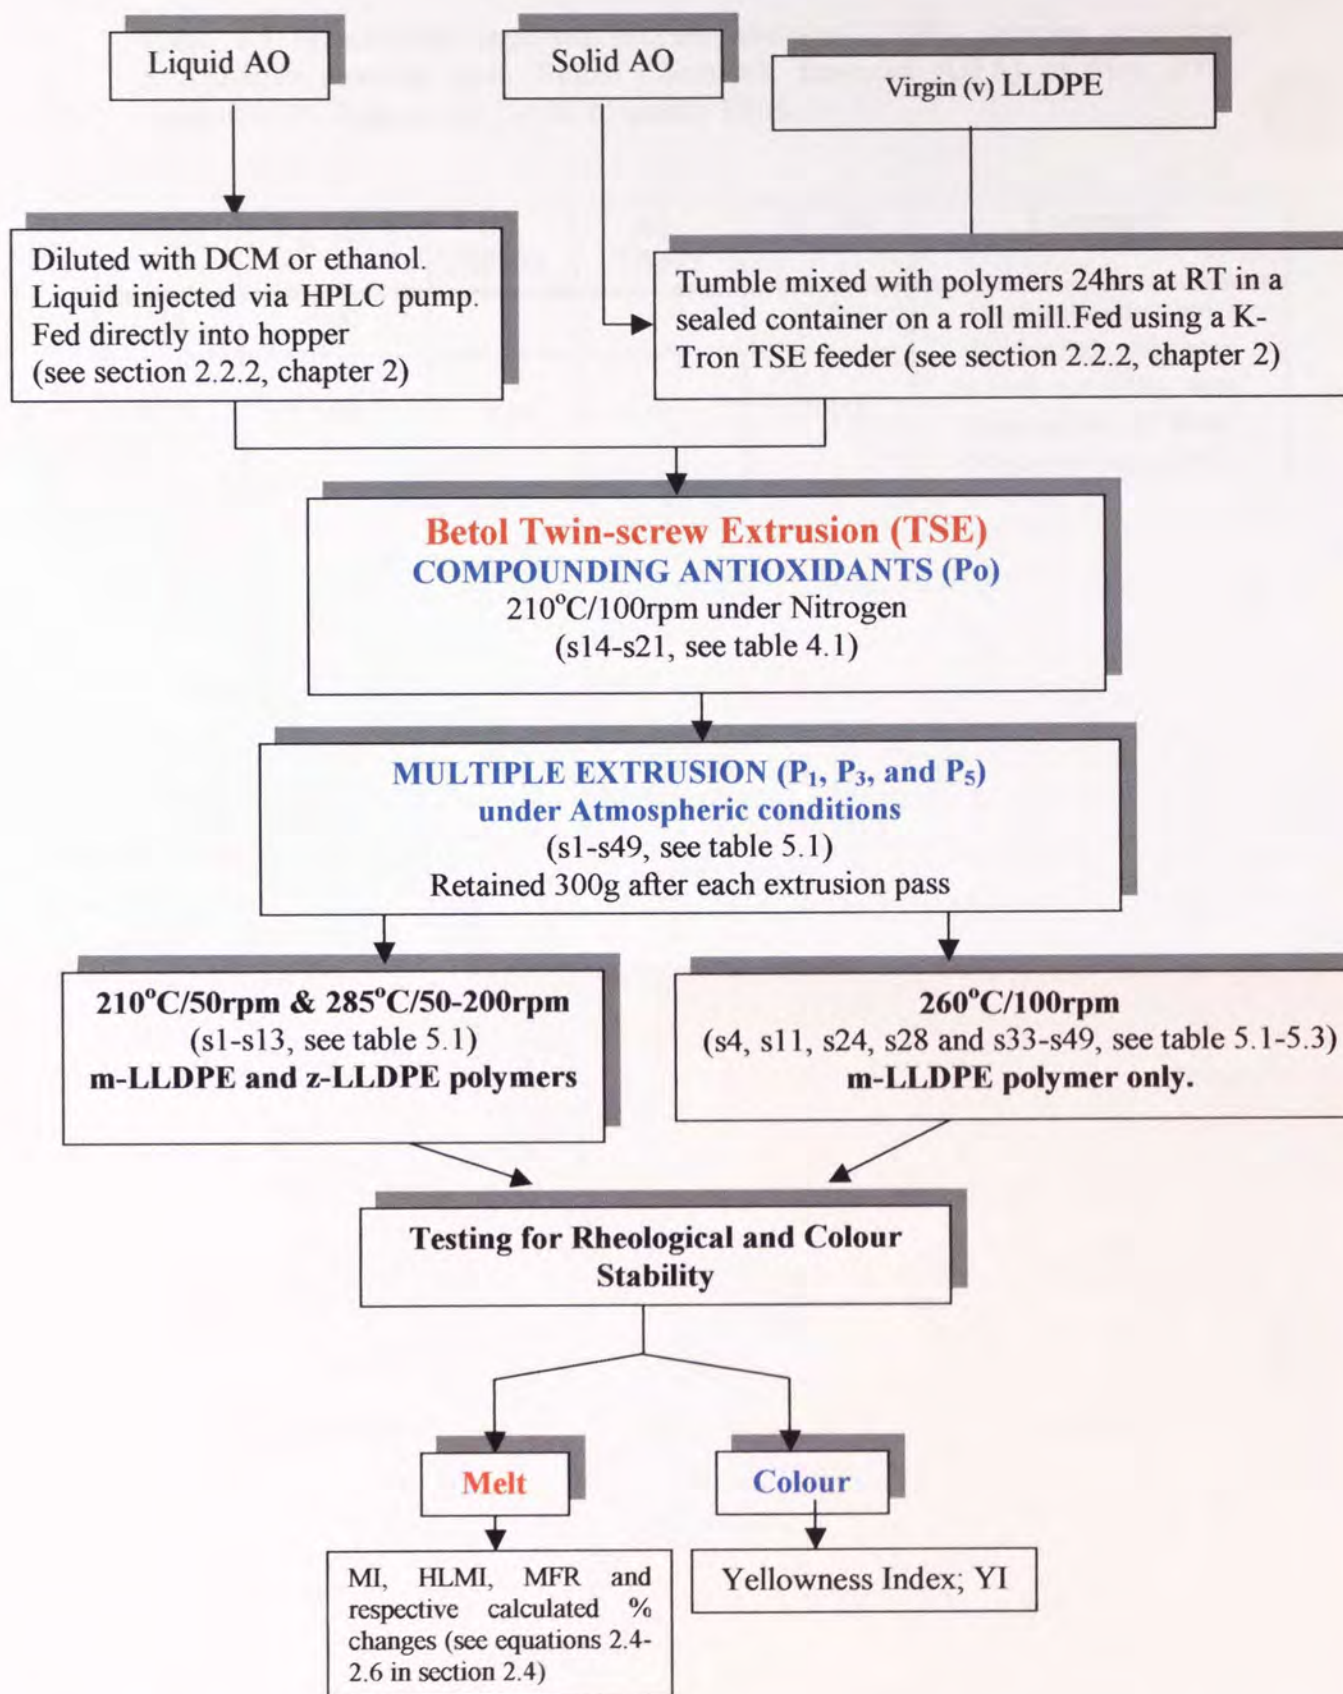 Liquid AO
Solid AO
Virgin (v) LLDPE
Diluted with DCM or ethanol.
Liquid injected via HPLC pump.
Fed directly into hopper
(see section 2.2.2, chapter 2)
Tumble mixed with polymers 24hrs at RT in a
sealed container on a roll mill.Fed using a K-
Tron TSE feeder (see section 2.2.2, chapter 2)
Betol Twin-screw Extrusion (TSE)
COMPOUNDING ANTIOXIDANTS (Po)
210°C/100rpm under Nitrogen
(s14-s21, see table 4.1)
MULTIPLE EXTRUSION (P₁, P₃, and P₅)
under Atmospheric conditions
(s1-s49, see table 5.1)
Retained 300g after each extrusion pass
210°C/50rpm & 285°C/50-200rpm
(s1-s13, see table 5.1)
m-LLDPE and z-LLDPE polymers
260°C/100rpm
(s4, s11, s24, s28 and s33-s49, see table 5.1-5.3)
m-LLDPE polymer only.
Testing for Rheological and Colour
Stability
Melt
Colour
MI, HLMI, MFR and
respective calculated %
changes (see equations 2.4-
2.6 in section 2.4)
Yellowness Index; YI